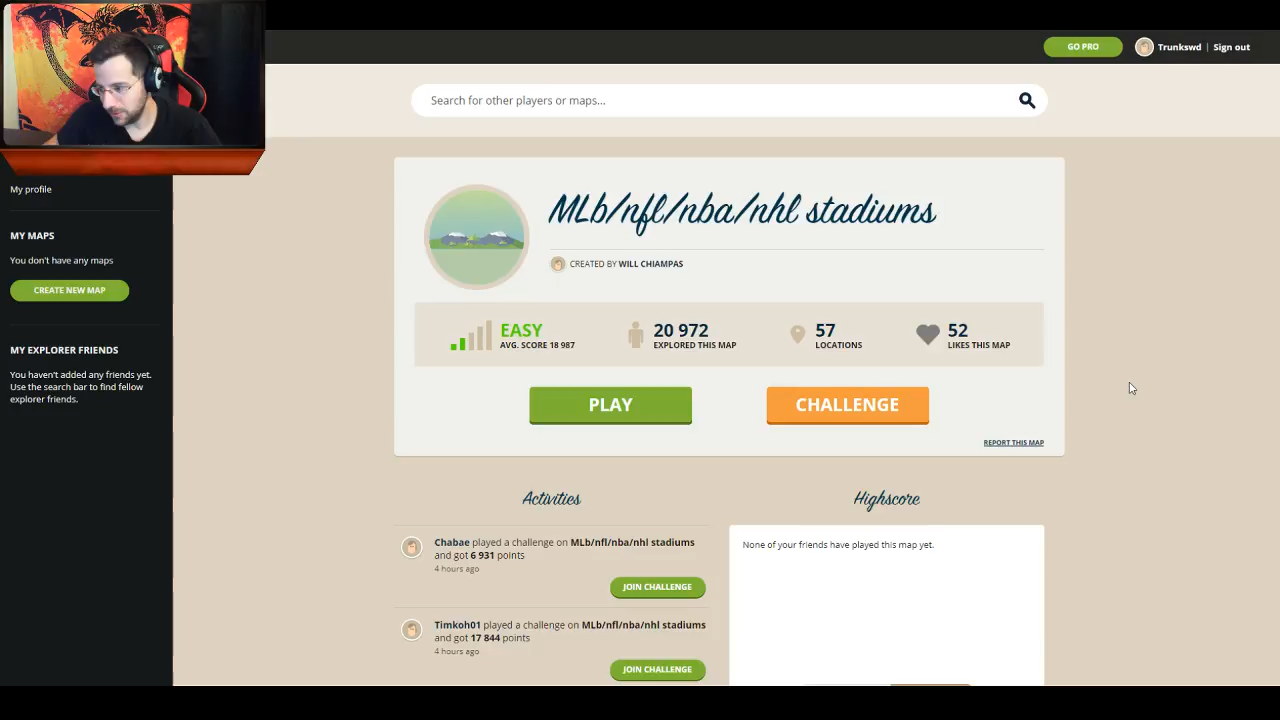 GO PRO
Trunkswd | Sign out
Search for other players or maps...
My profile
MY MAPS
You don't have any maps
CREATE NEW MAP
MY EXPLORER FRIENDS
You haven't added any friends yet.
Use the search bar to find fellow
explorer friends.
MLb/nfl/nba/nhl stadiums
CREATED BY WILL CHIAMPAS
EASY
AVG. SCORE 18 987
20 972
EXPLORED THIS MAP
57
LOCATIONS
52
LIKES THIS MAP
PLAY
CHALLENGE
REPORT THIS MAP
Activities
Chabae played a challenge on MLb/nfl/nba/nhl stadiums
and got 6 931 points
4 hours ago
JOIN CHALLENGE
Timkoh01 played a challenge on MLb/nfl/nba/nhl stadiums
and got 17 844 points
4 hours ago
JOIN CHALLENGE
Highscore
None of your friends have played this map yet.